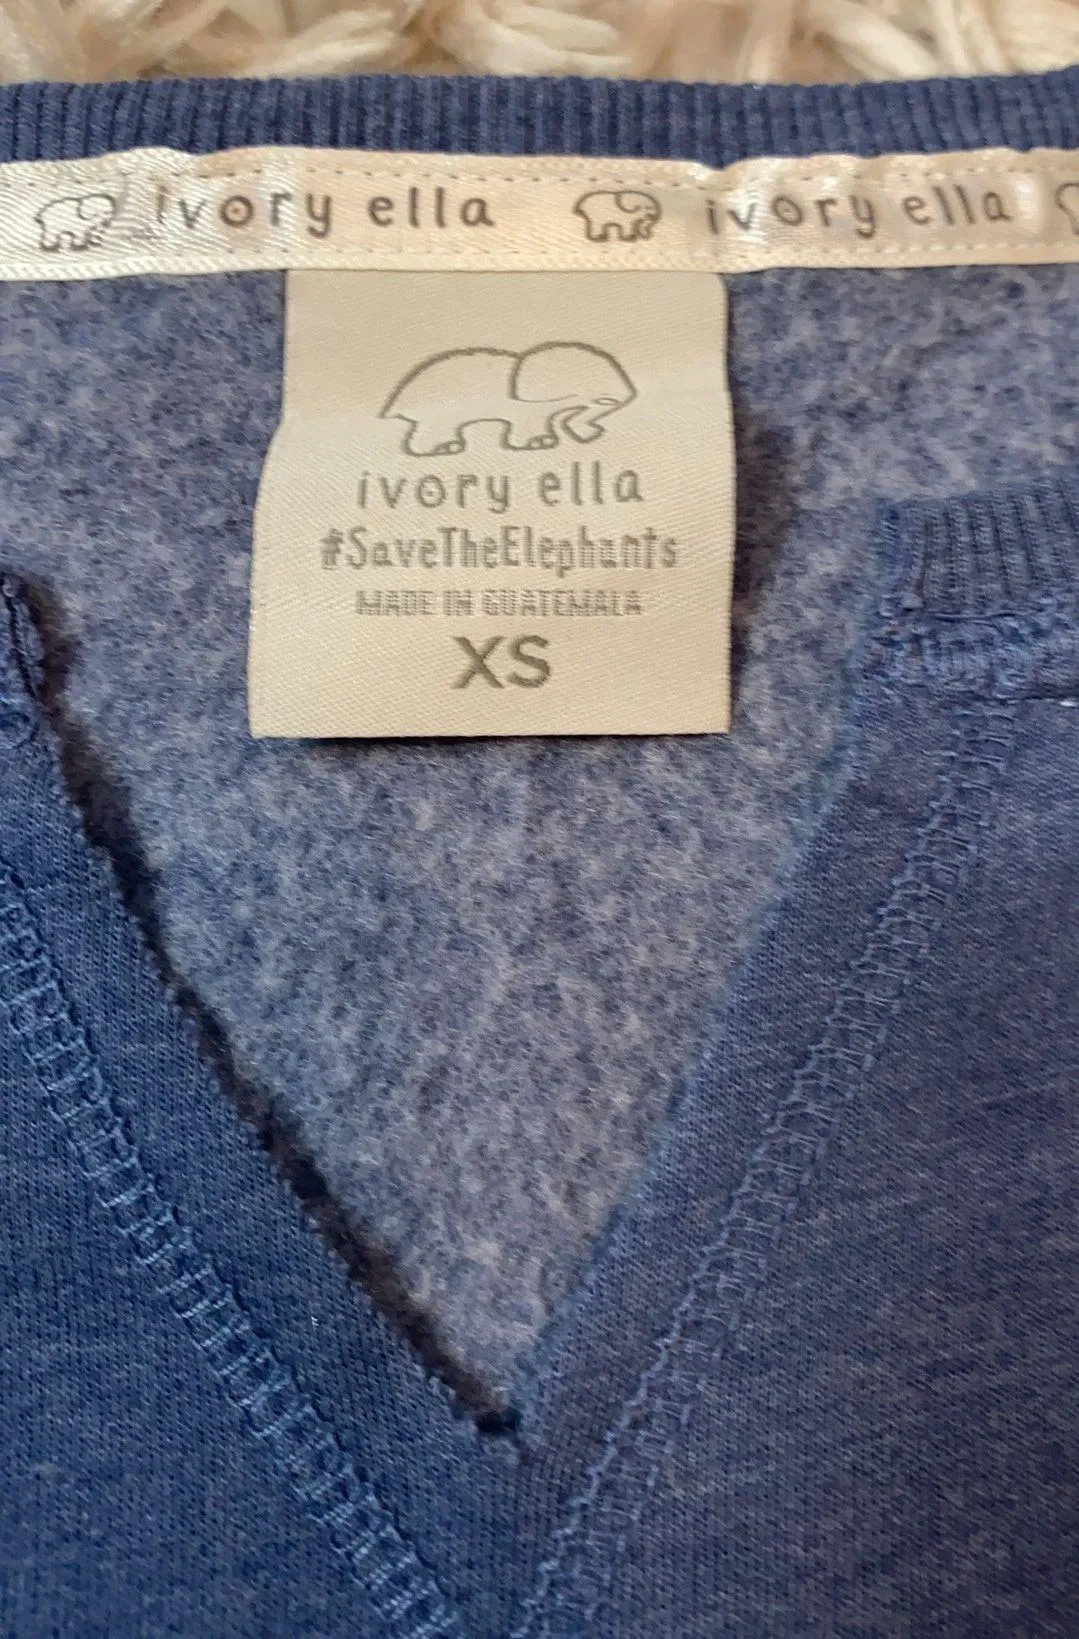 ivory ella ivory ella
ivory ella
#SaveTheElephants
MADE IN GUATEMALA
XS